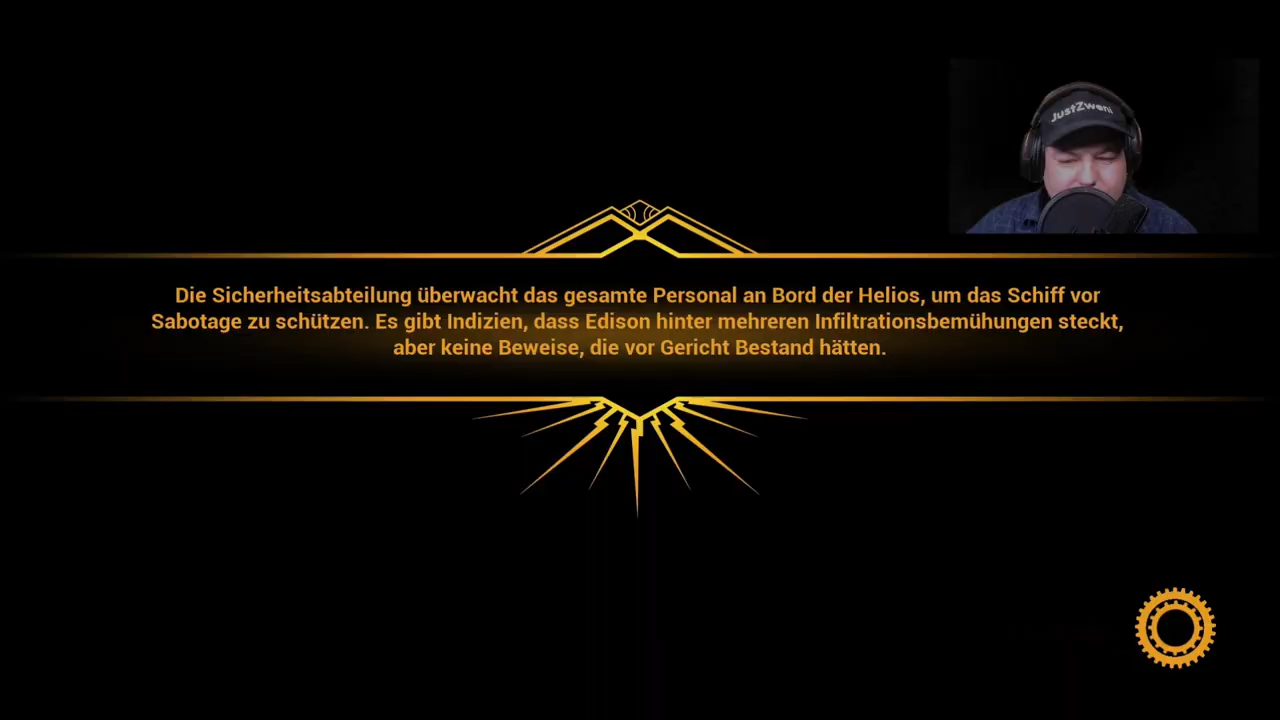 JustZweni
Die Sicherheitsabteilung überwacht das gesamte Personal an Bord der Helios, um das Schiff vor
Sabotage zu schützen. Es gibt Indizien, dass Edison hinter mehreren Infiltrationsbemühungen steckt,
aber keine Beweise, die vor Gericht Bestand hätten.